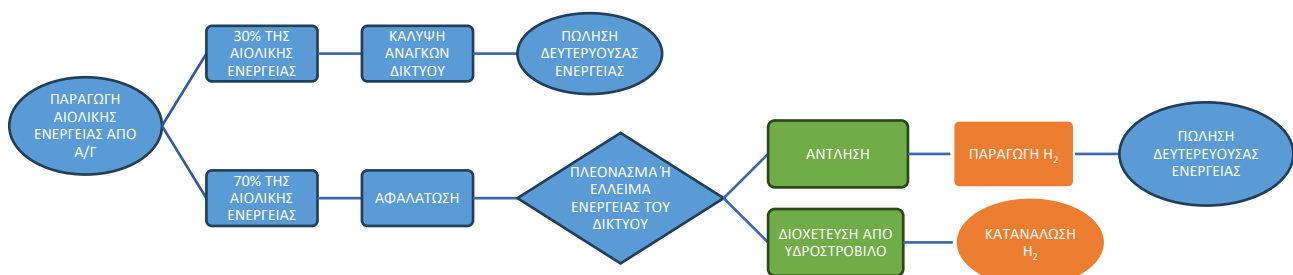 ΠΑΡΑΓΩΓΗ
ΑΙΟΛΙΚΗΣ
ΕΝΕΡΓΕΙΑΣ ΑΠΟ
Α/Γ
30% ΤΗΣ
ΑΙΟΛΙΚΗΣ
ΕΝΕΡΓΕΙΑΣ
ΚΑΛΥΨΗ
ΑΝΑΓΚΩΝ
ΔΙΚΤΥΟΥ
ΠΩΛΗΣΗ
ΔΕΥΤΕΡΥΟΥΣΑΣ
ΕΝΕΡΓΕΙΑΣ
70% ΤΗΣ
ΑΙΟΛΙΚΗΣ
ΕΝΕΡΓΕΙΑΣ
ΑΦΑΛΑΤΩΣΗ
ΠΛΕΟΝΑΣΜΑ Ή
ΕΛΛΕΙΜΑ
ΕΝΕΡΓΕΙΑΣ ΤΟΥ
ΔΙΚΤΥΟΥ
ΑΝΤΛΗΣΗ
ΠΑΡΑΓΩΓΗ H₂
ΠΩΛΗΣΗ
ΔΕΥΤΕΡΕΥΟΥΣΑΣ
ΕΝΕΡΓΕΙΑΣ
ΔΙΟΧΕΤΕΥΣΗ ΑΠΟ
ΥΔΡΟΣΤΡΟΒΙΛΟ
ΚΑΤΑΝΑΛΩΣΗ
H₂